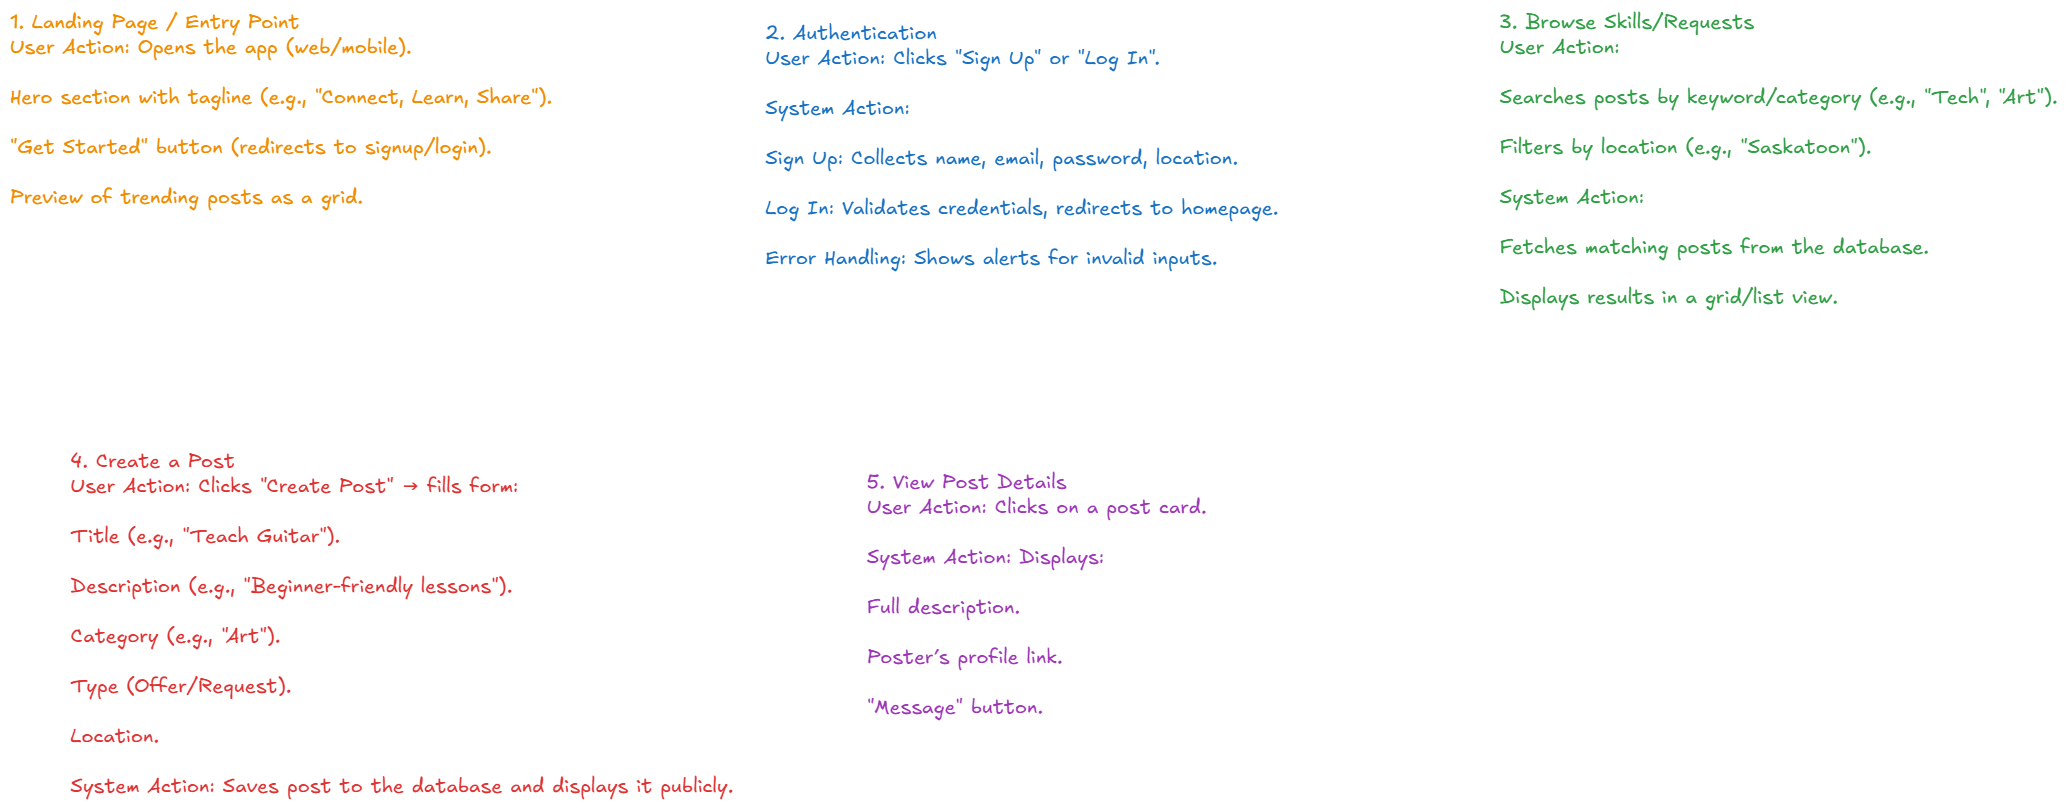 1. Landing Page / Entry Point
User Action: Opens the app (web/mobile).
Hero section with tagline (e.g., "Connect, Learn, Share").
"Get Started" button (redirects to signup/login).
Preview of trending posts as a grid.
2. Authentication
User Action: Clicks "Sign Up" or "Log In".
System Action:
Sign Up: Collects name, email, password, location.
Log In: Validates credentials, redirects to homepage.
Error Handling: Shows alerts for invalid inputs.
3. Browse Skills/Requests
User Action:
Searches posts by keyword/category (e.g., "Tech", "Art").
Filters by location (e.g., "Saskatoon").
System Action:
Fetches matching posts from the database.
Displays results in a grid/list view.
4. Create a Post
User Action: Clicks "Create Post" → fills form:
Title (e.g., "Teach Guitar").
Description (e.g., "Beginner-friendly lessons").
Category (e.g., "Art").
Type (Offer/Request).
Location.
System Action: Saves post to the database and displays it publicly.
5. View Post Details
User Action: Clicks on a post card.
System Action: Displays:
Full description.
Poster’s profile link.
"Message" button.